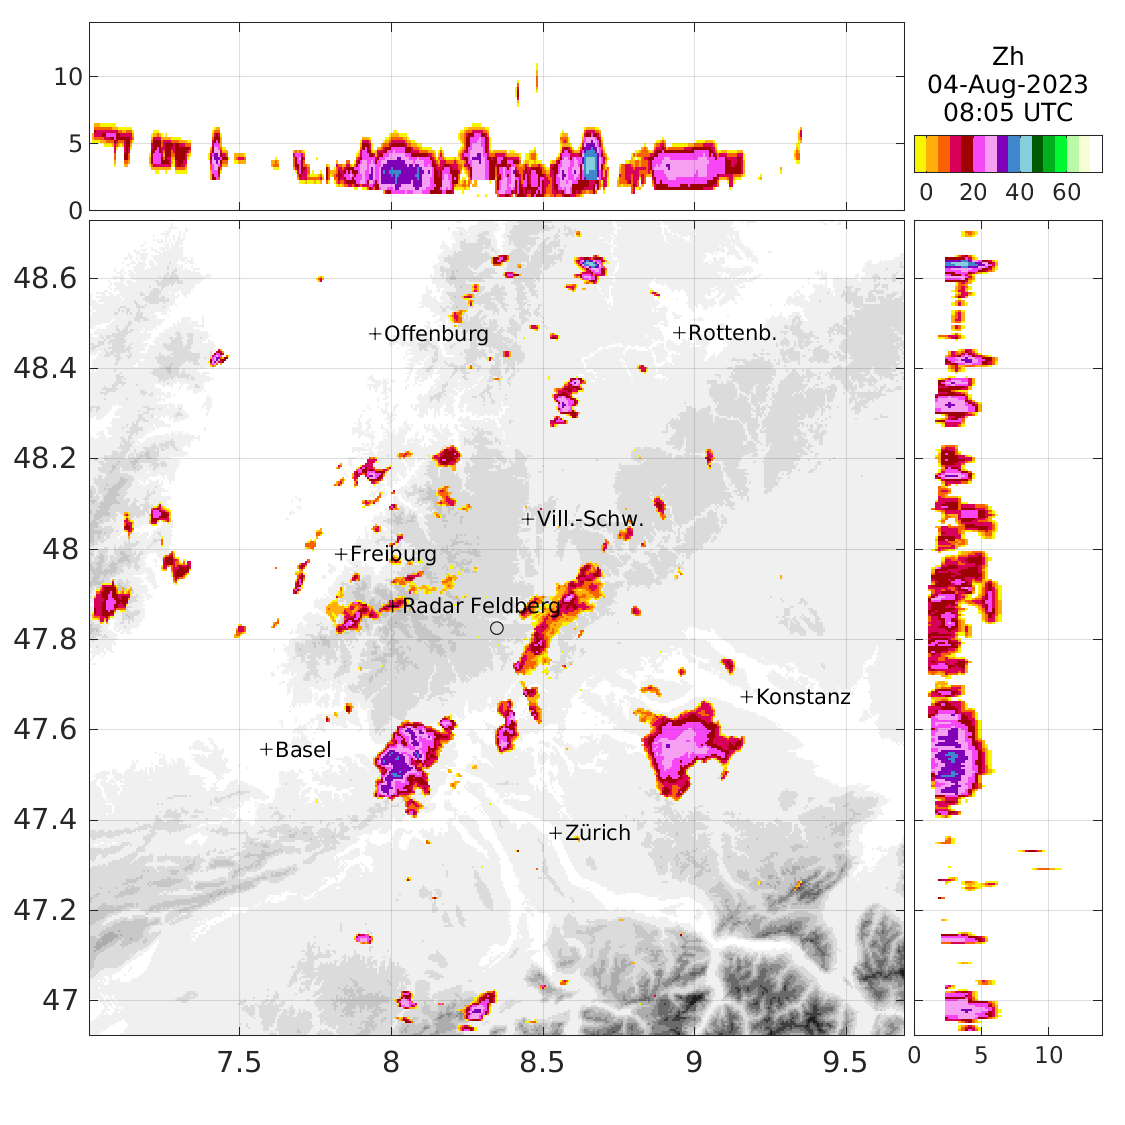 10
5
0
Zh
04-Aug-2023
08:05 UTC
0 20 40 60
48.6
48.4
48.2
48
47.8
47.6
47.4
47.2
47
+Offenburg
+Rottenb.
+Vill.-Schw.
+Freiburg
+Radar Feldberg
+Konstanz
+Basel
+Zürich
7.5 8 8.5 9 9.5
0 5 10